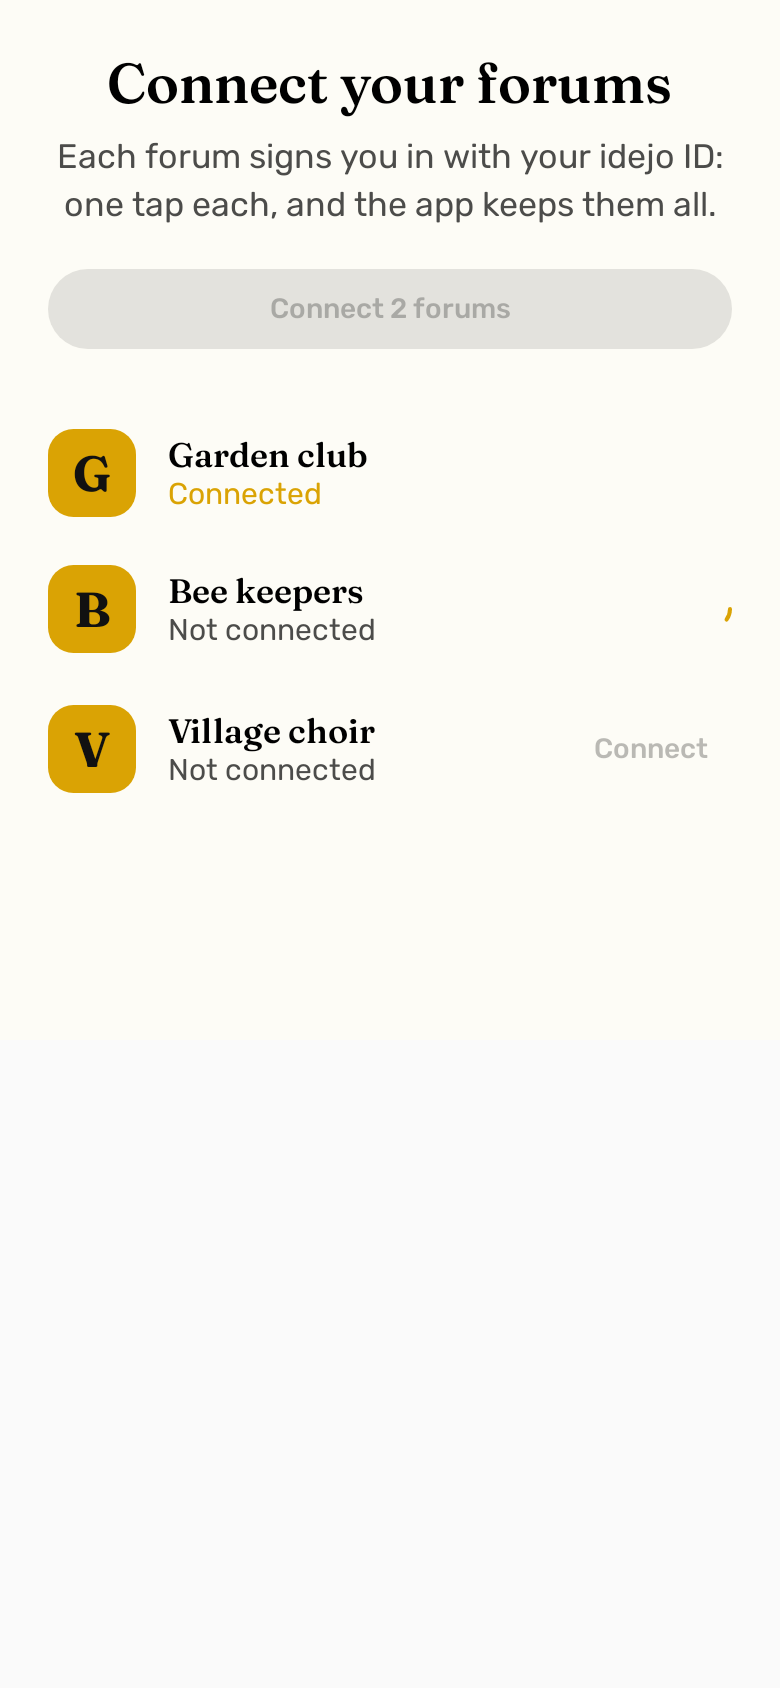 Connect your forums
Each forum signs you in with your idejo ID:
one tap each, and the app keeps them all.
Connect 2 forums
G
Garden club
Connected
B
Bee keepers
Not connected
V
Village choir
Not connected
Connect